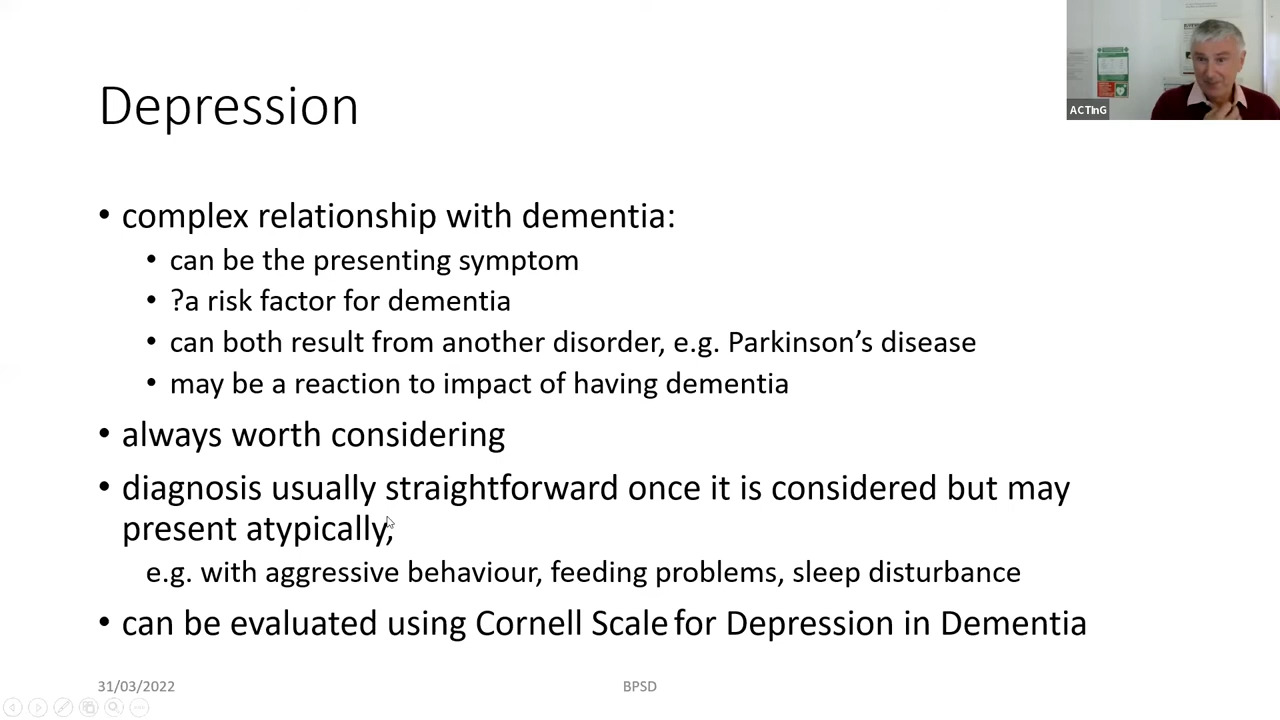 Depression
ACTInG
• complex relationship with dementia:
• can be the presenting symptom
• ?a risk factor for dementia
• can both result from another disorder, e.g. Parkinson's disease
• may be a reaction to impact of having dementia
• always worth considering
• diagnosis usually straightforward once it is considered but may
present atypically,
e.g. with aggressive behaviour, feeding problems, sleep disturbance
• can be evaluated using Cornell Scale for Depression in Dementia
31/03/2022
BPSD